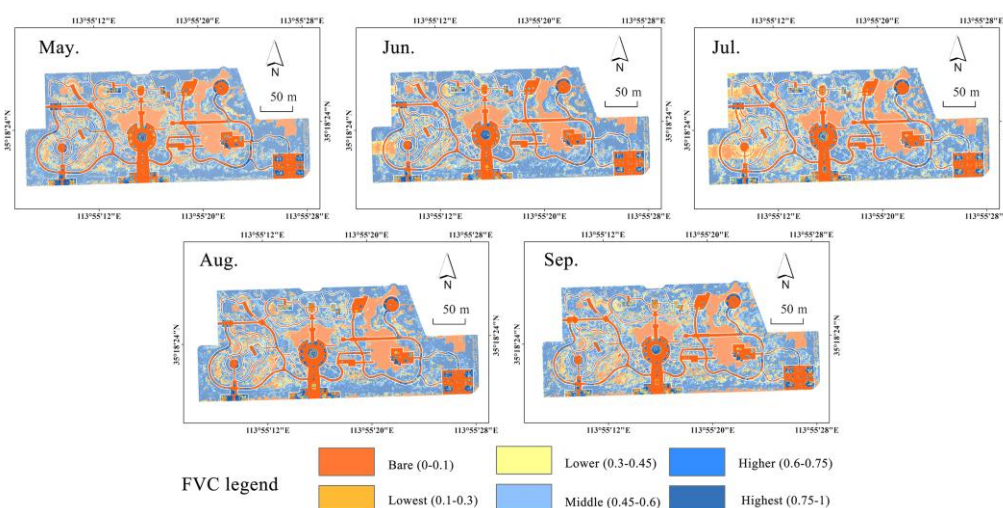 113°55'12"E 113°55'20"E 113°55'28"E
May.
N
50 m
35°18'24"N
35°18'24"N
113°55'12"E 113°55'20"E 113°55'28"E
113°55'12"E 113°55'20"E 113°55'28"E
Jun.
N
50 m
35°18'24"N
35°18'24"N
113°55'12"E 113°55'20"E 113°55'28"E
113°55'12"E 113°55'20"E 113°55'28"E
Jul.
N
50 m
35°18'24"N
35°18'24"N
113°55'12"E 113°55'20"E 113°55'28"E
113°55'12"E 113°55'20"E 113°55'28"E
Aug.
N
50 m
35°18'24"N
35°18'24"N
113°55'12"E 113°55'20"E 113°55'28"E
113°55'12"E 113°55'20"E 113°55'28"E
Sep.
N
50 m
35°18'24"N
35°18'24"N
113°55'12"E 113°55'20"E 113°55'28"E
FVC legend
Bare (0-0.1)
Lower (0.3-0.45)
Higher (0.6-0.75)
Lowest (0.1-0.3)
Middle (0.45-0.6)
Highest (0.75-1)